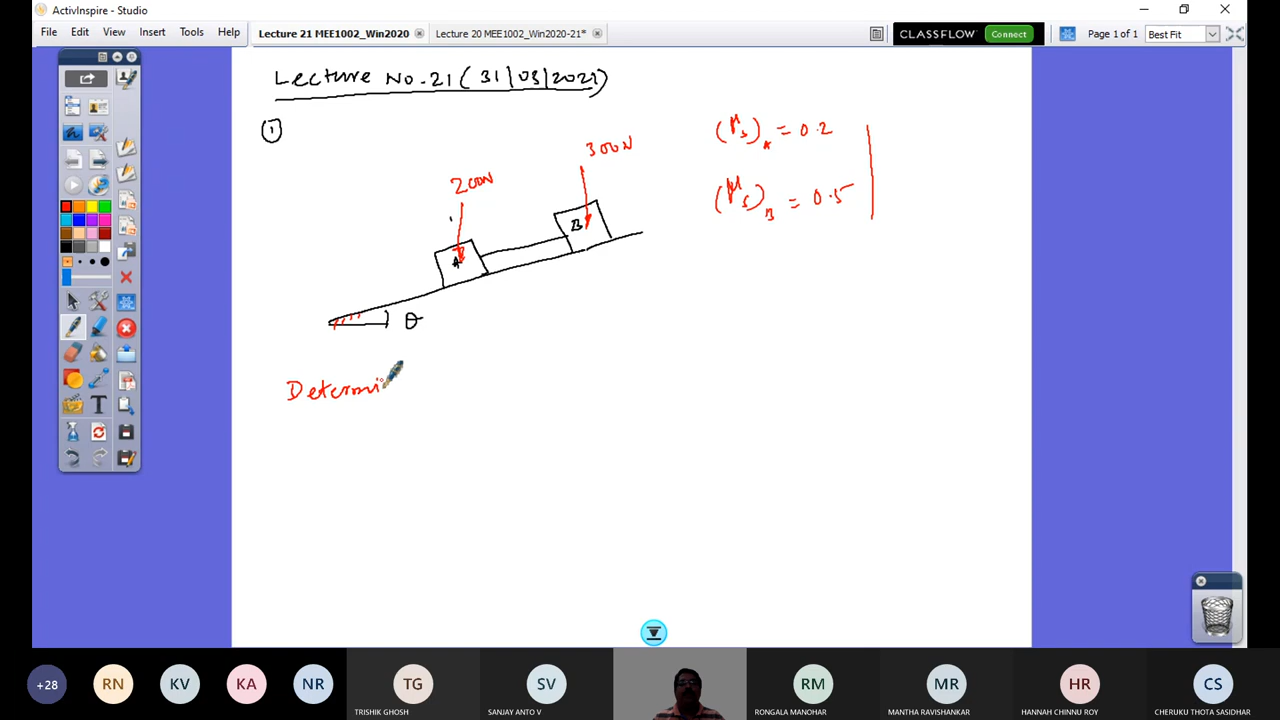 ActivInspire - Studio
File Edit View Insert Tools Help
Lecture 21 MEE1002_Win2020
Lecture 20 MEE1002_Win2020-21*
CLASSFLOW Connect
Page 1 of 1
Best Fit
Lecture No.21 (31/03/2021)
①
300N
200N
(μs)A = 0.2
(μs)B = 0.5
B
A
θ
Determi
+28
RN
KV
KA
NR
TG
TRISHIK GHOSH
SV
SANJAY ANTO V
RM
RONGALA MANOHAR
MR
MANTHA RAVISHANKAR
HR
HANNAH CHINNU ROY
CS
CHERUKU THOTA SASIDHAR